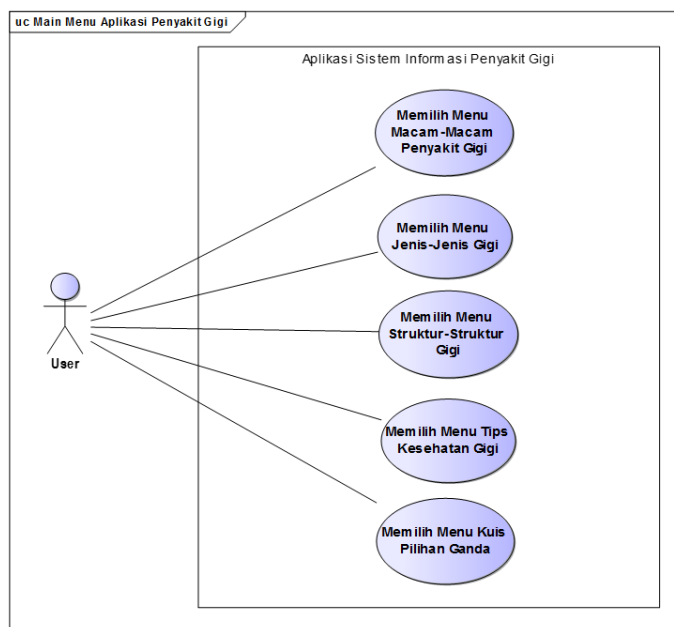 uc Main Menu Aplikasi Penyakit Gigi
Aplikasi Sistem Informasi Penyakit Gigi
Memilih Menu
Macam-Macam
Penyakit Gigi
Memilih Menu
Jenis-Jenis Gigi
Memilih Menu
Struktur-Struktur
Gigi
User
Memilih Menu Tips
Kesehatan Gigi
Memilih Menu Kuis
Pilihan Ganda